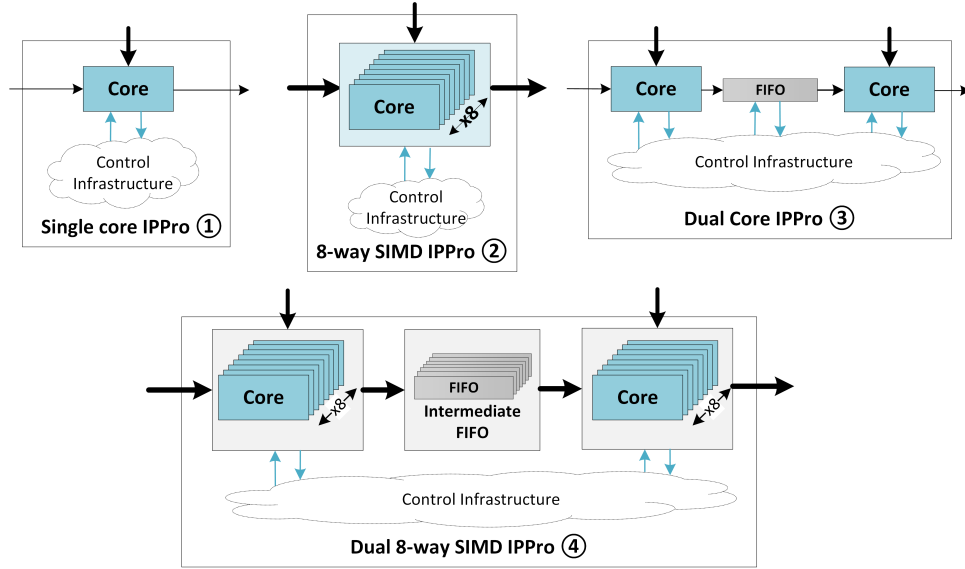 Core
Control
Infrastructure
Single core IPPro ①
Core
x8
Control
Infrastructure
8-way SIMD IPPro ②
Core
FIFO
Core
Control Infrastructure
Dual Core IPPro ③
Core
x8
FIFO
Intermediate
FIFO
Core
x8
Control Infrastructure
Dual 8-way SIMD IPPro ④